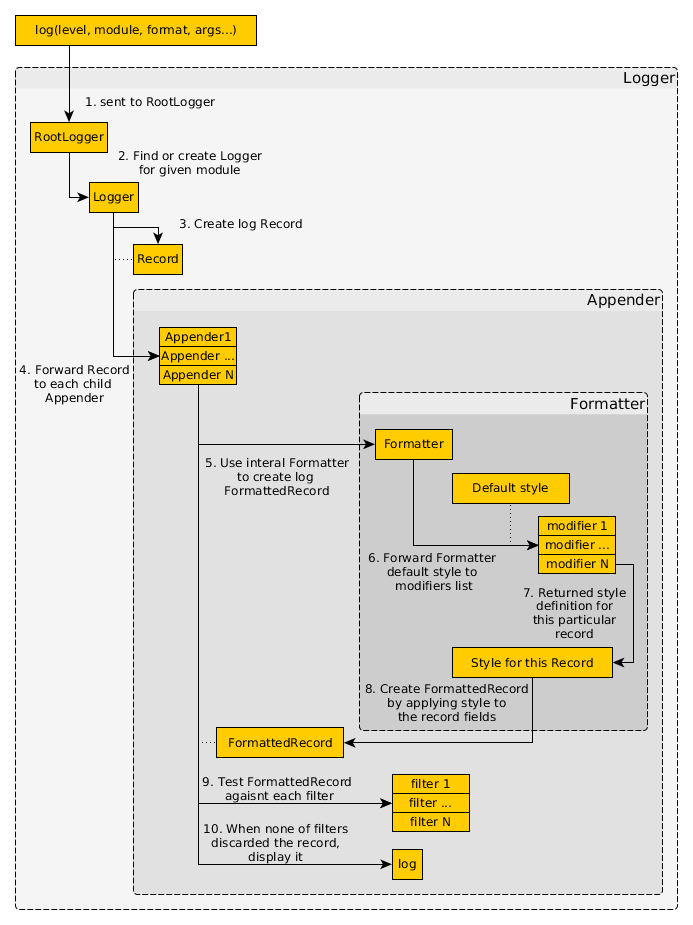 log(level, module, format, args...)
Logger
1. sent to RootLogger
RootLogger
2. Find or create Logger
for given module
Logger
3. Create log Record
Record
Appender
Appender1
Appender ...
Appender N
4. Forward Record
to each child
Appender
Formatter
Formatter
5. Use interal Formatter
to create log
FormattedRecord
Default style
modifier 1
modifier ...
modifier N
6. Forward Formatter
default style to
modifiers list
7. Returned style
definition for
this particular
record
Style for this Record
8. Create FormattedRecord
by applying style to
the record fields
FormattedRecord
9. Test FormattedRecord
agaisnt each filter
filter 1
filter ...
filter N
10. When none of filters
discarded the record,
display it
log